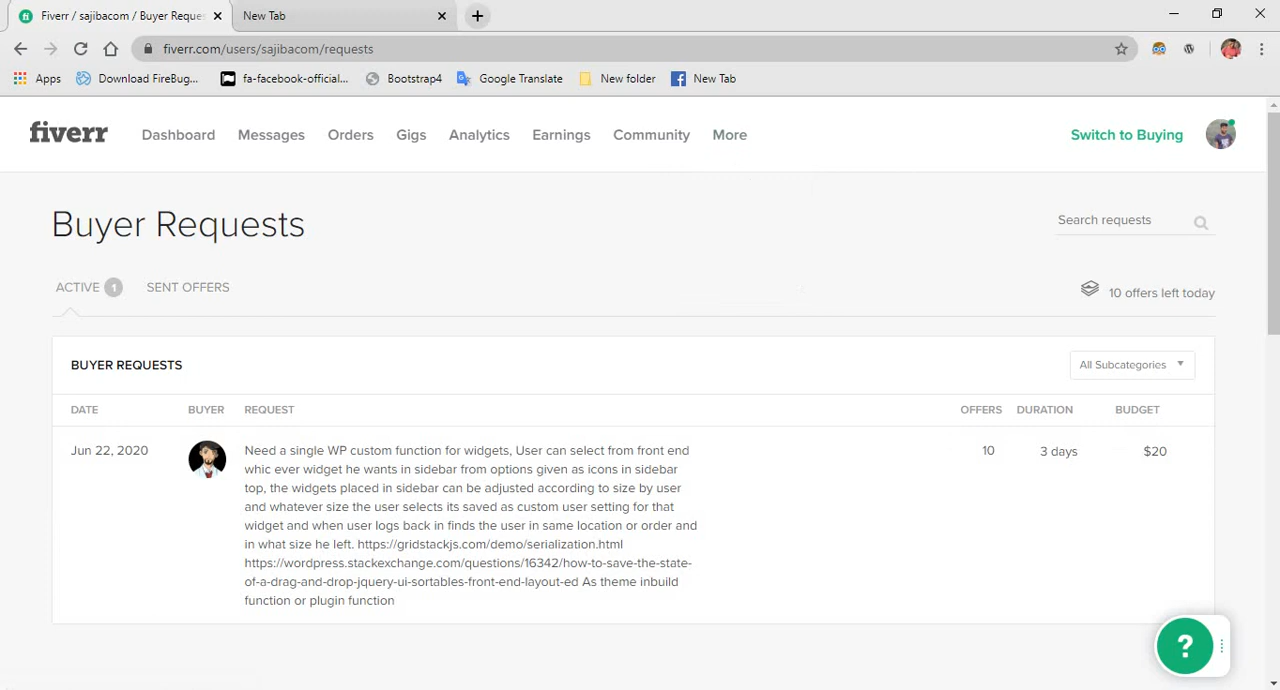 Fiverr / sajibacom / Buyer Reques
New Tab
fiverr.com/users/sajibacom/requests
Apps
Download FireBug...
fa-facebook-official...
Bootstrap4
Google Translate
New folder
New Tab
fiverr
Dashboard
Messages
Orders
Gigs
Analytics
Earnings
Community
More
Switch to Buying
Buyer Requests
Search requests
ACTIVE 1
SENT OFFERS
10 offers left today
BUYER REQUESTS
All Subcategories
DATE
BUYER
REQUEST
OFFERS
DURATION
BUDGET
Jun 22, 2020
Need a single WP custom function for widgets, User can select from front end
whic ever widget he wants in sidebar from options given as icons in sidebar
top, the widgets placed in sidebar can be adjusted according to size by user
and whatever size the user selects its saved as custom user setting for that
widget and when user logs back in finds the user in same location or order and
in what size he left. https://gridstackjs.com/demo/serialization.html
https://wordpress.stackexchange.com/questions/16342/how-to-save-the-state-
of-a-drag-and-drop-jquery-ui-sortables-front-end-layout-ed As theme inbuild
function or plugin function
10
3 days
$20
?